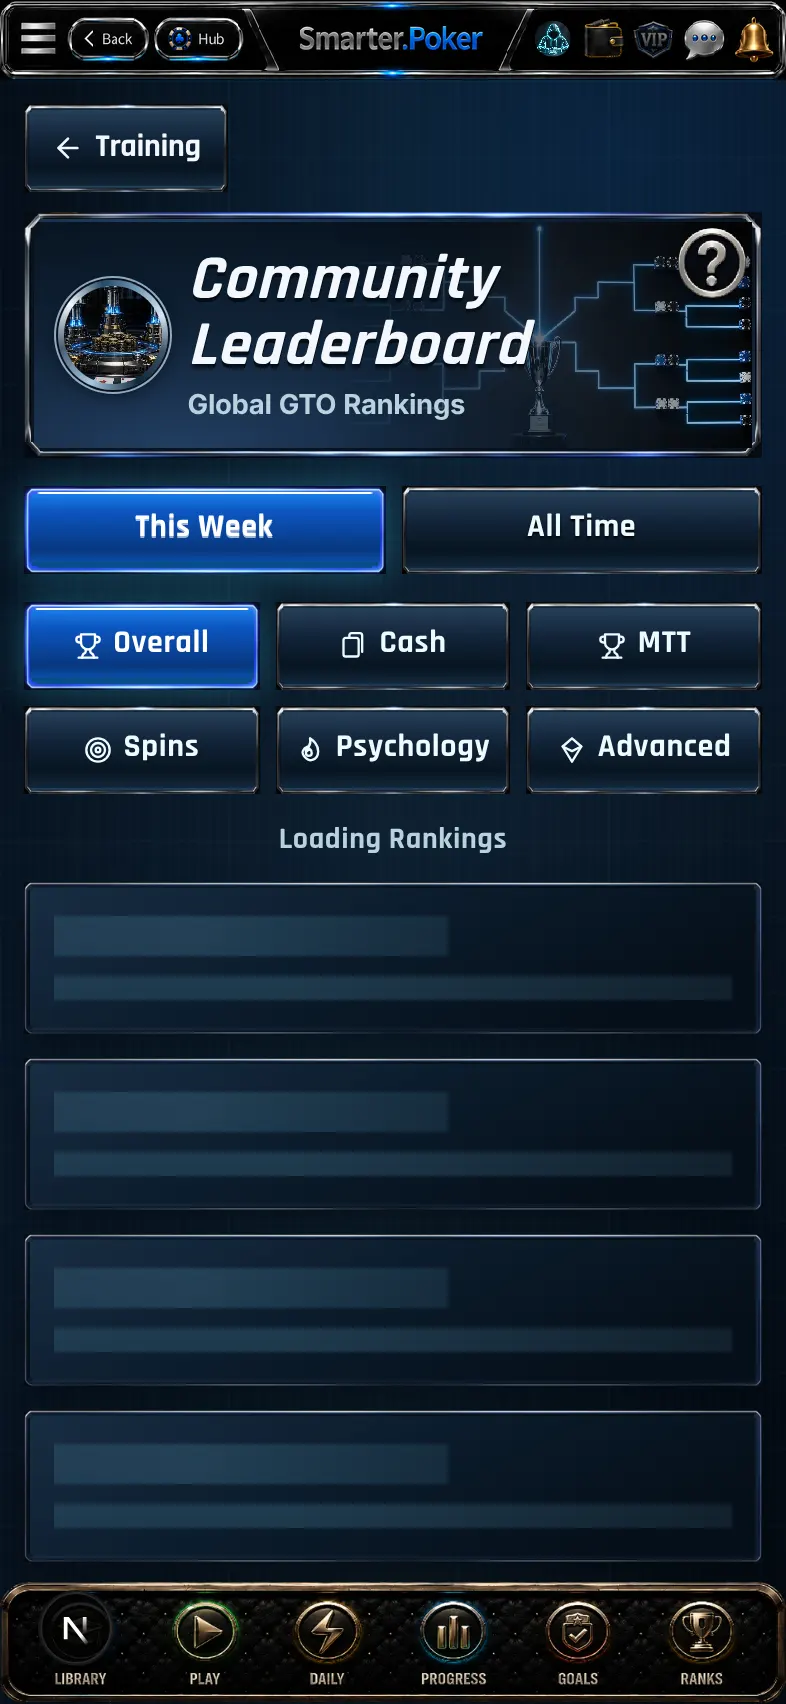 Back
Hub
Smarter.Poker
VIP
Training
Community
Leaderboard
Global GTO Rankings
?
This Week
All Time
Overall
Cash
MTT
Spins
Psychology
Advanced
Loading Rankings
N
LIBRARY
PLAY
DAILY
PROGRESS
GOALS
RANKS